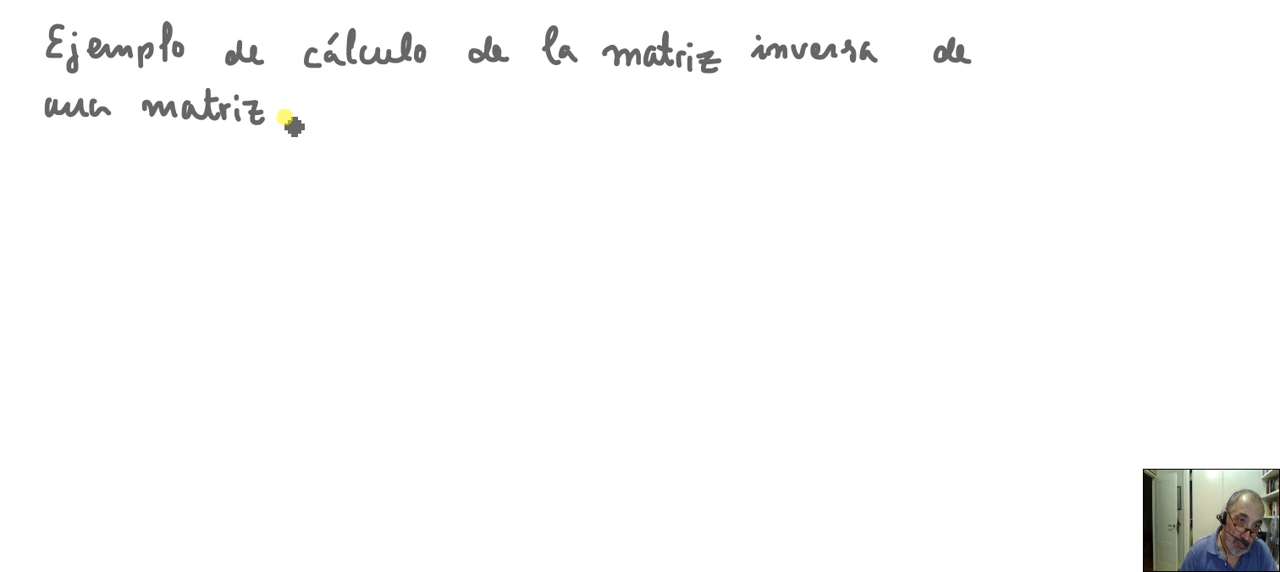 Ejemplo de cálculo de la matriz inversa de
una matriz